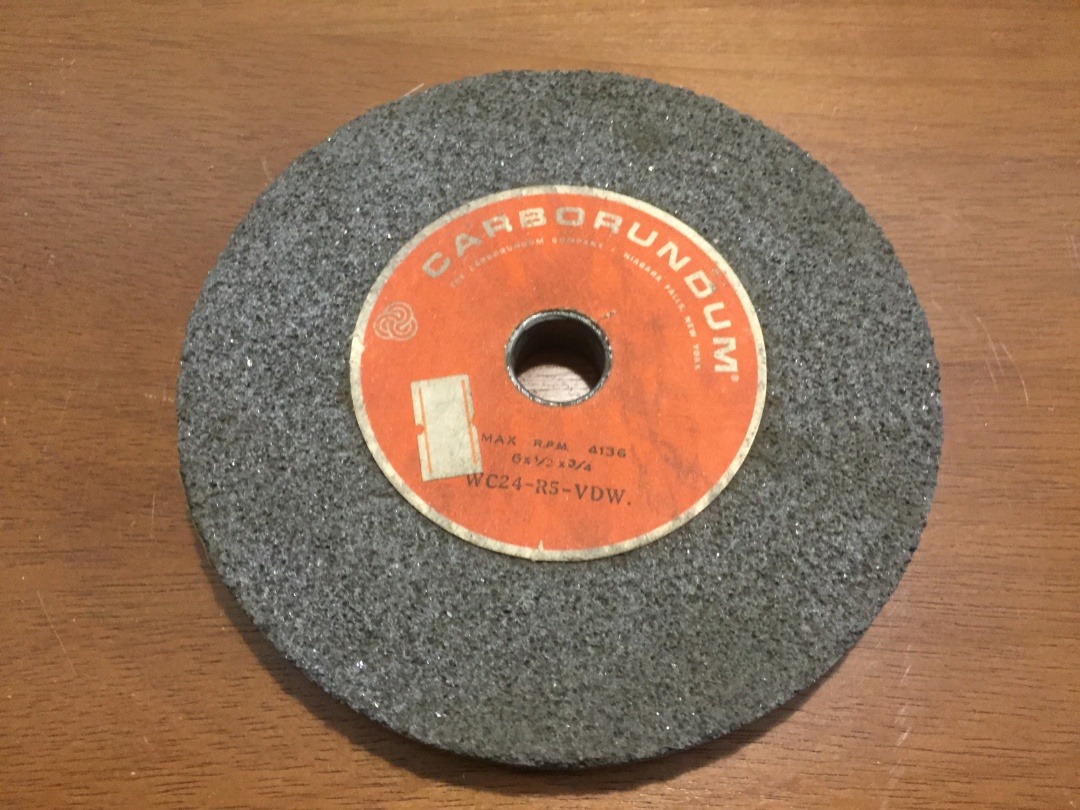 CARBORUNDUM®
THE CARBORUNDUM COMPANY / NIAGARA FALLS, NEW YORK
MAX R.P.M. 4136
6x1/2x3/4
WC24-R5-VDW.